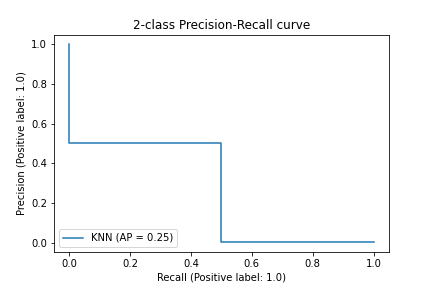 2-class Precision-Recall curve
Precision (Positive label: 1.0)
1.0
0.8
0.6
0.4
0.2
0.0
KNN (AP = 0.25)
0.0 0.2 0.4 0.6 0.8 1.0
Recall (Positive label: 1.0)